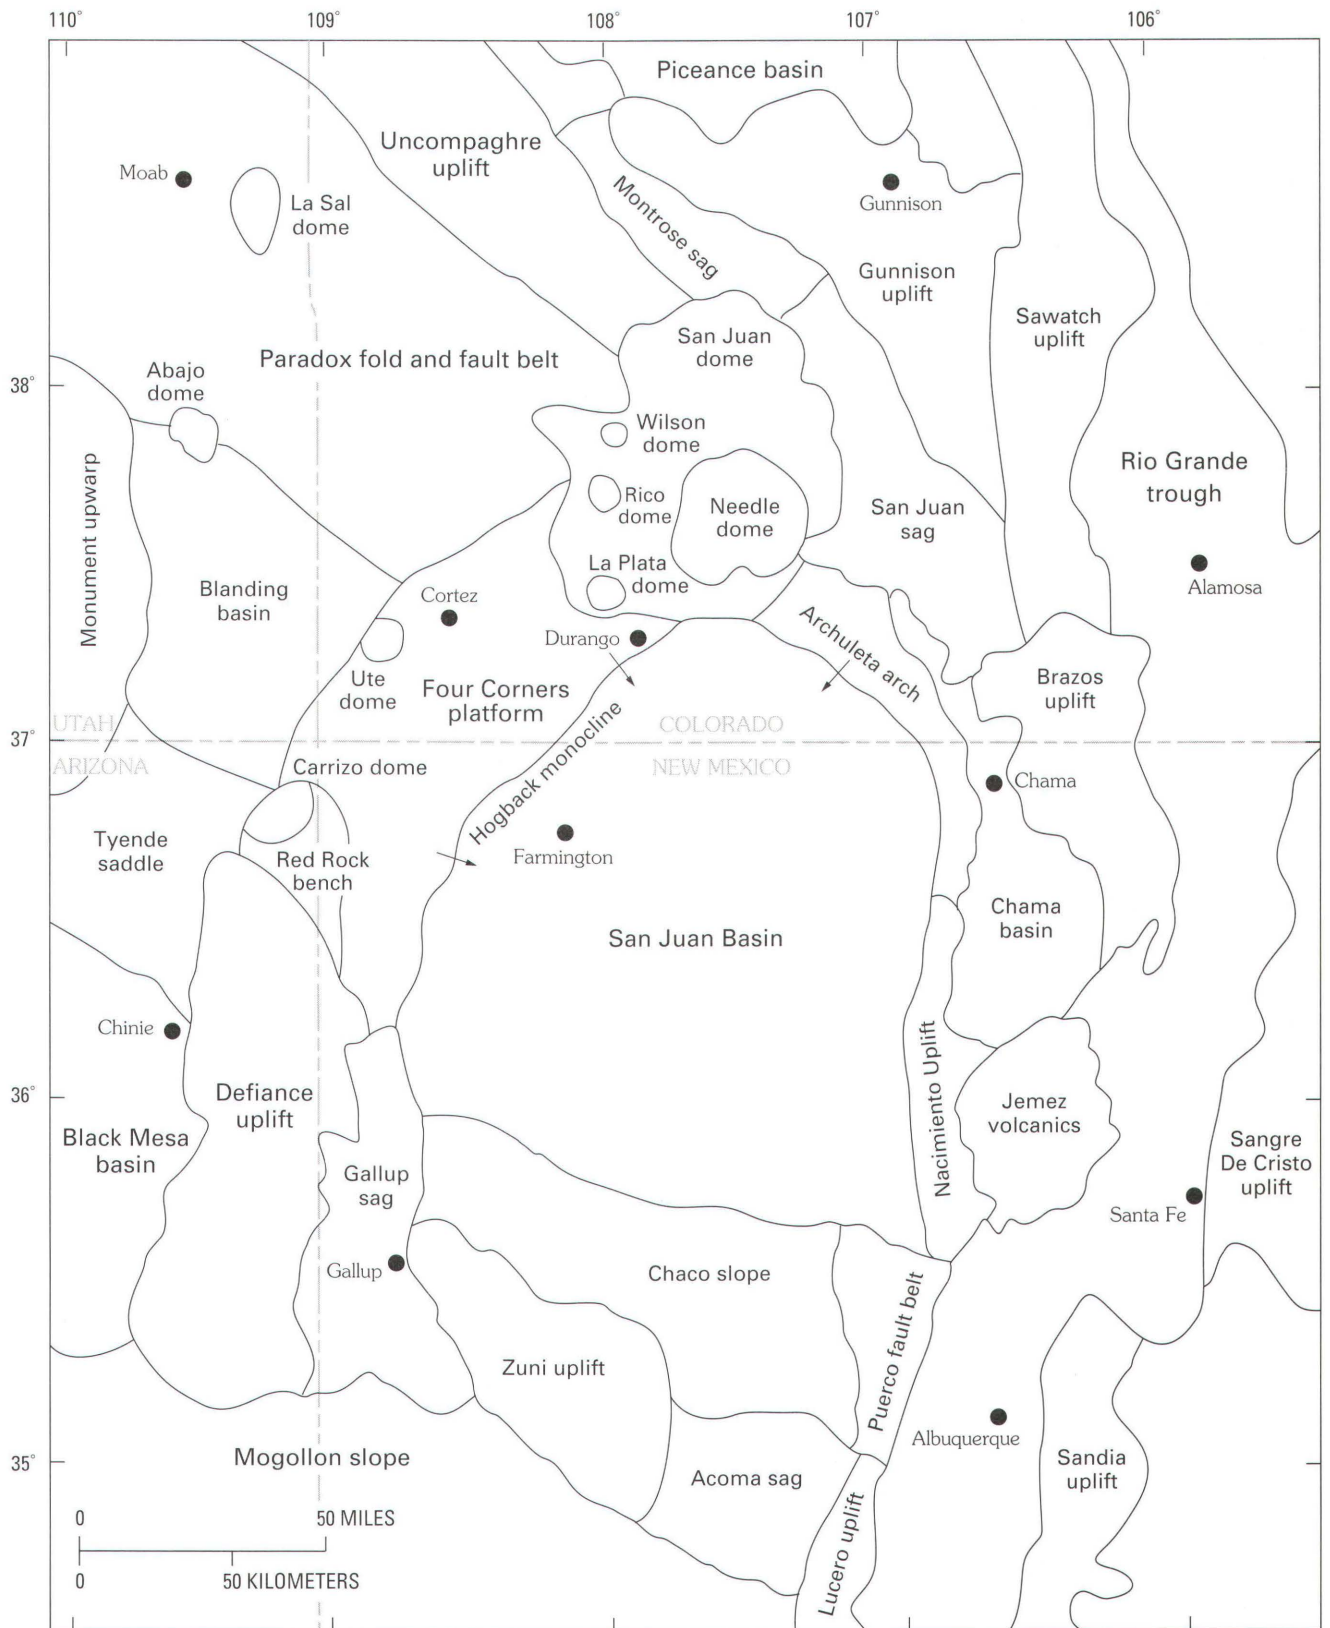 110°
109°
108°
107°
106°
Piceance basin
Uncompaghre
uplift
Moab
La Sal
dome
Montrose sag
Gunnison
Gunnison
uplift
Sawatch
uplift
San Juan
dome
Paradox fold and fault belt
Abajo
dome
38°
Wilson
dome
Monument upwarp
Rico
dome
Needle
dome
San Juan
sag
Rio Grande
trough
La Plata
dome
Blanding
basin
Cortez
Alamosa
Durango
Archuleta arch
Ute
dome
Four Corners
platform
Brazos
uplift
UTAH
COLORADO
37°
ARIZONA
NEW MEXICO
Hogback monocline
Carrizo dome
Chama
Tyende
saddle
Red Rock
bench
Farmington
Chama
basin
San Juan Basin
Chinie
Nacimiento Uplift
36°
Defiance
uplift
Jemez
volcanics
Black Mesa
basin
Sangre
De Cristo
uplift
Gallup
sag
Santa Fe
Gallup
Chaco slope
Puerco fault belt
Zuni uplift
Albuquerque
35°
Mogollon slope
Acoma sag
Sandia
uplift
Lucero uplift
0 50 MILES
0 50 KILOMETERS